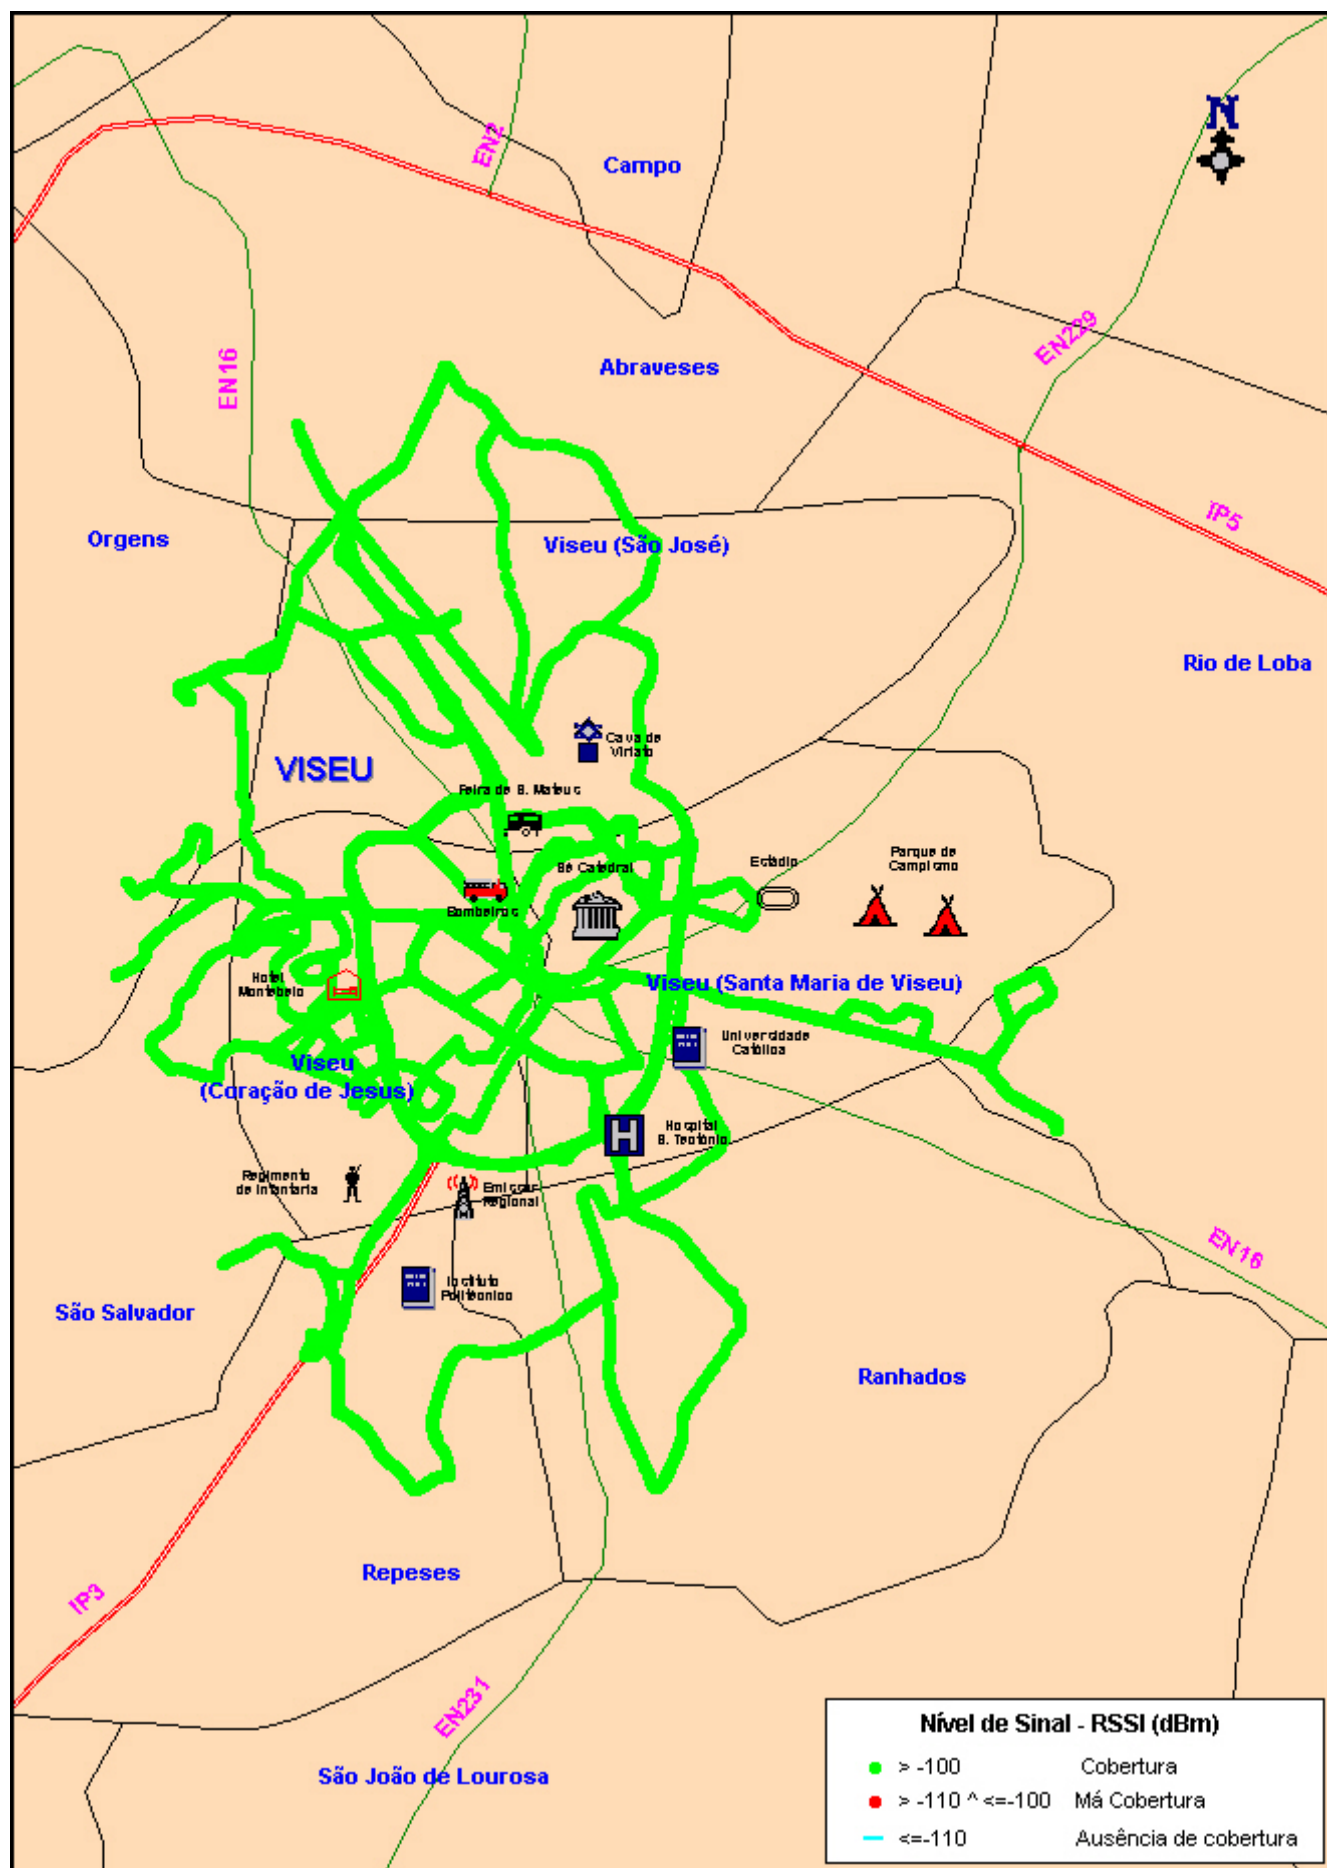 N
EN2
Campo
EN229
Abraveses
EN16
IP5
Orgens
Viseu (São José)
Rio de Loba
Cava de
Viriato
VISEU
Feira de S. Mateus
Estádio
Parque de
Campismo
Sé Catedral
Bombeiros
Hotel
Montebelo
Viseu (Santa Maria de Viseu)
Universidade
Católica
Viseu
(Coração de Jesus)
H
Hospital
S. Teotónio
Regimento
de Infantaria
Emissor
Regional
EN16
Instituto
Politécnico
São Salvador
Ranhados
Repeses
IP3
EN231
São João de Lourosa
Nível de Sinal - RSSI (dBm)
> -100 Cobertura
> -110 ^ <=-100 Má Cobertura
<=-110 Ausência de cobertura